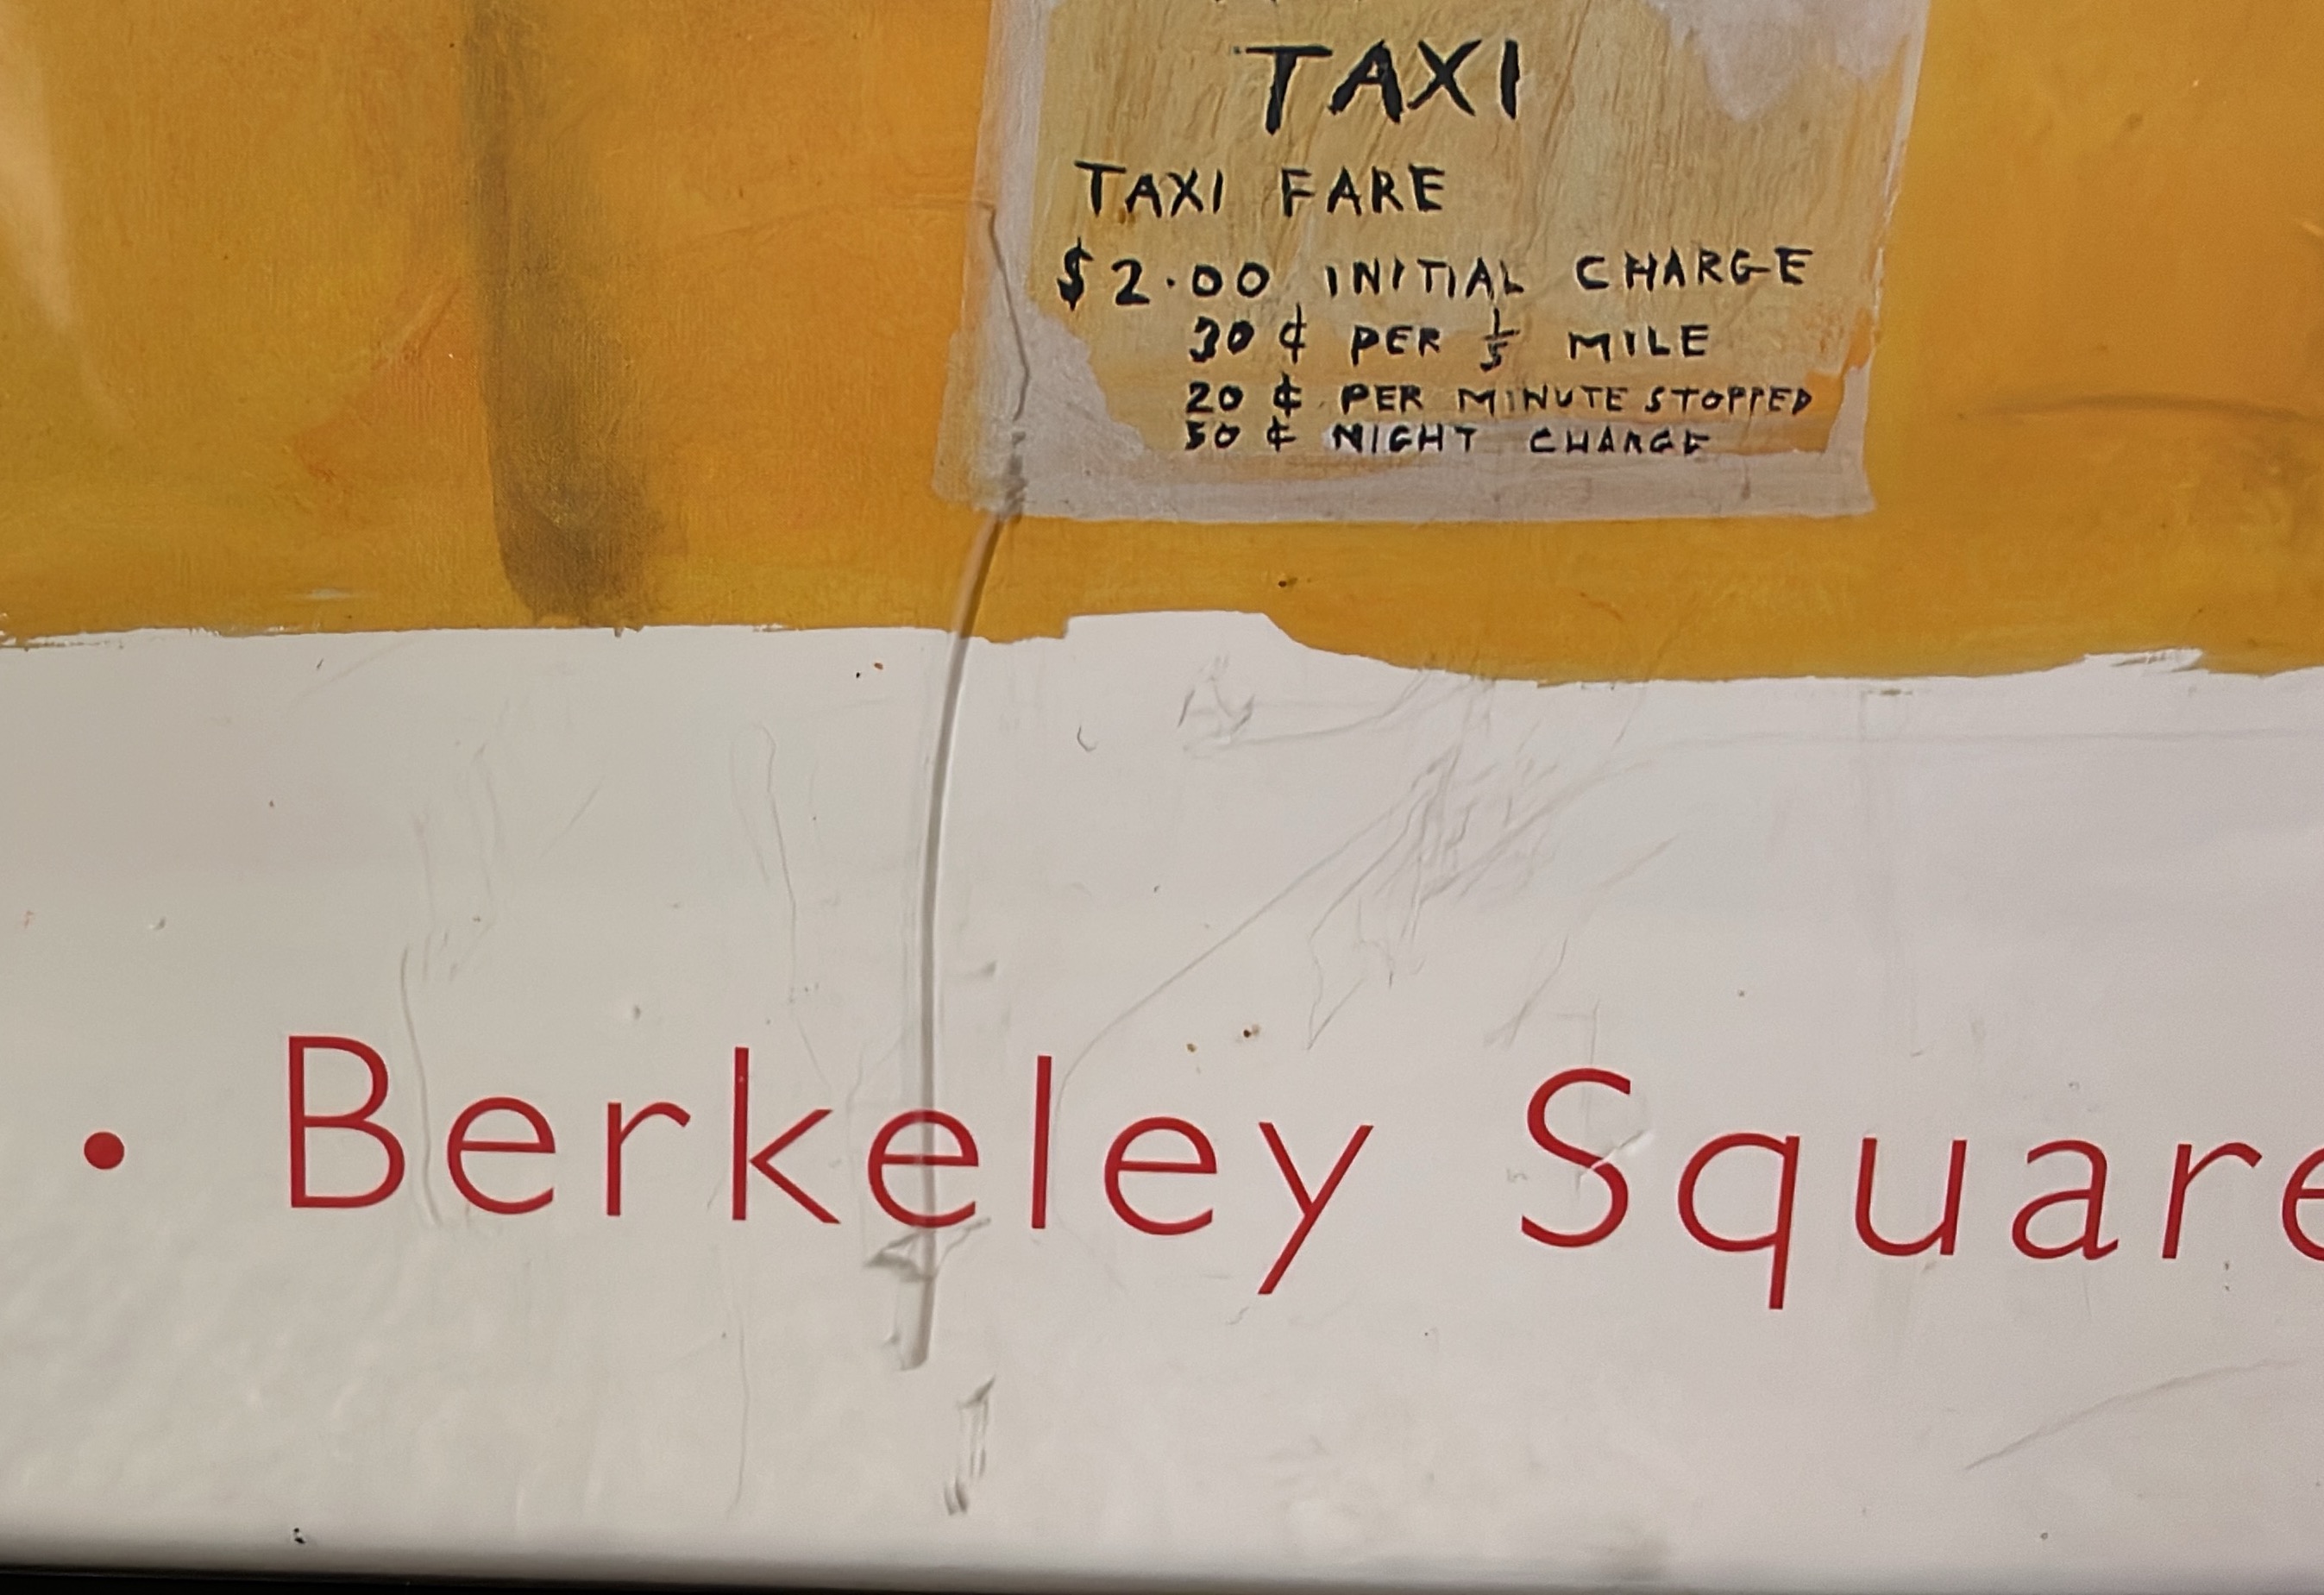 TAXI
TAXI FARE
$2.00 INITIAL CHARGE
30 ¢ PER 1/5 MILE
20 ¢ PER MINUTE STOPPED
50 ¢ NIGHT CHARGE
• Berkeley Square